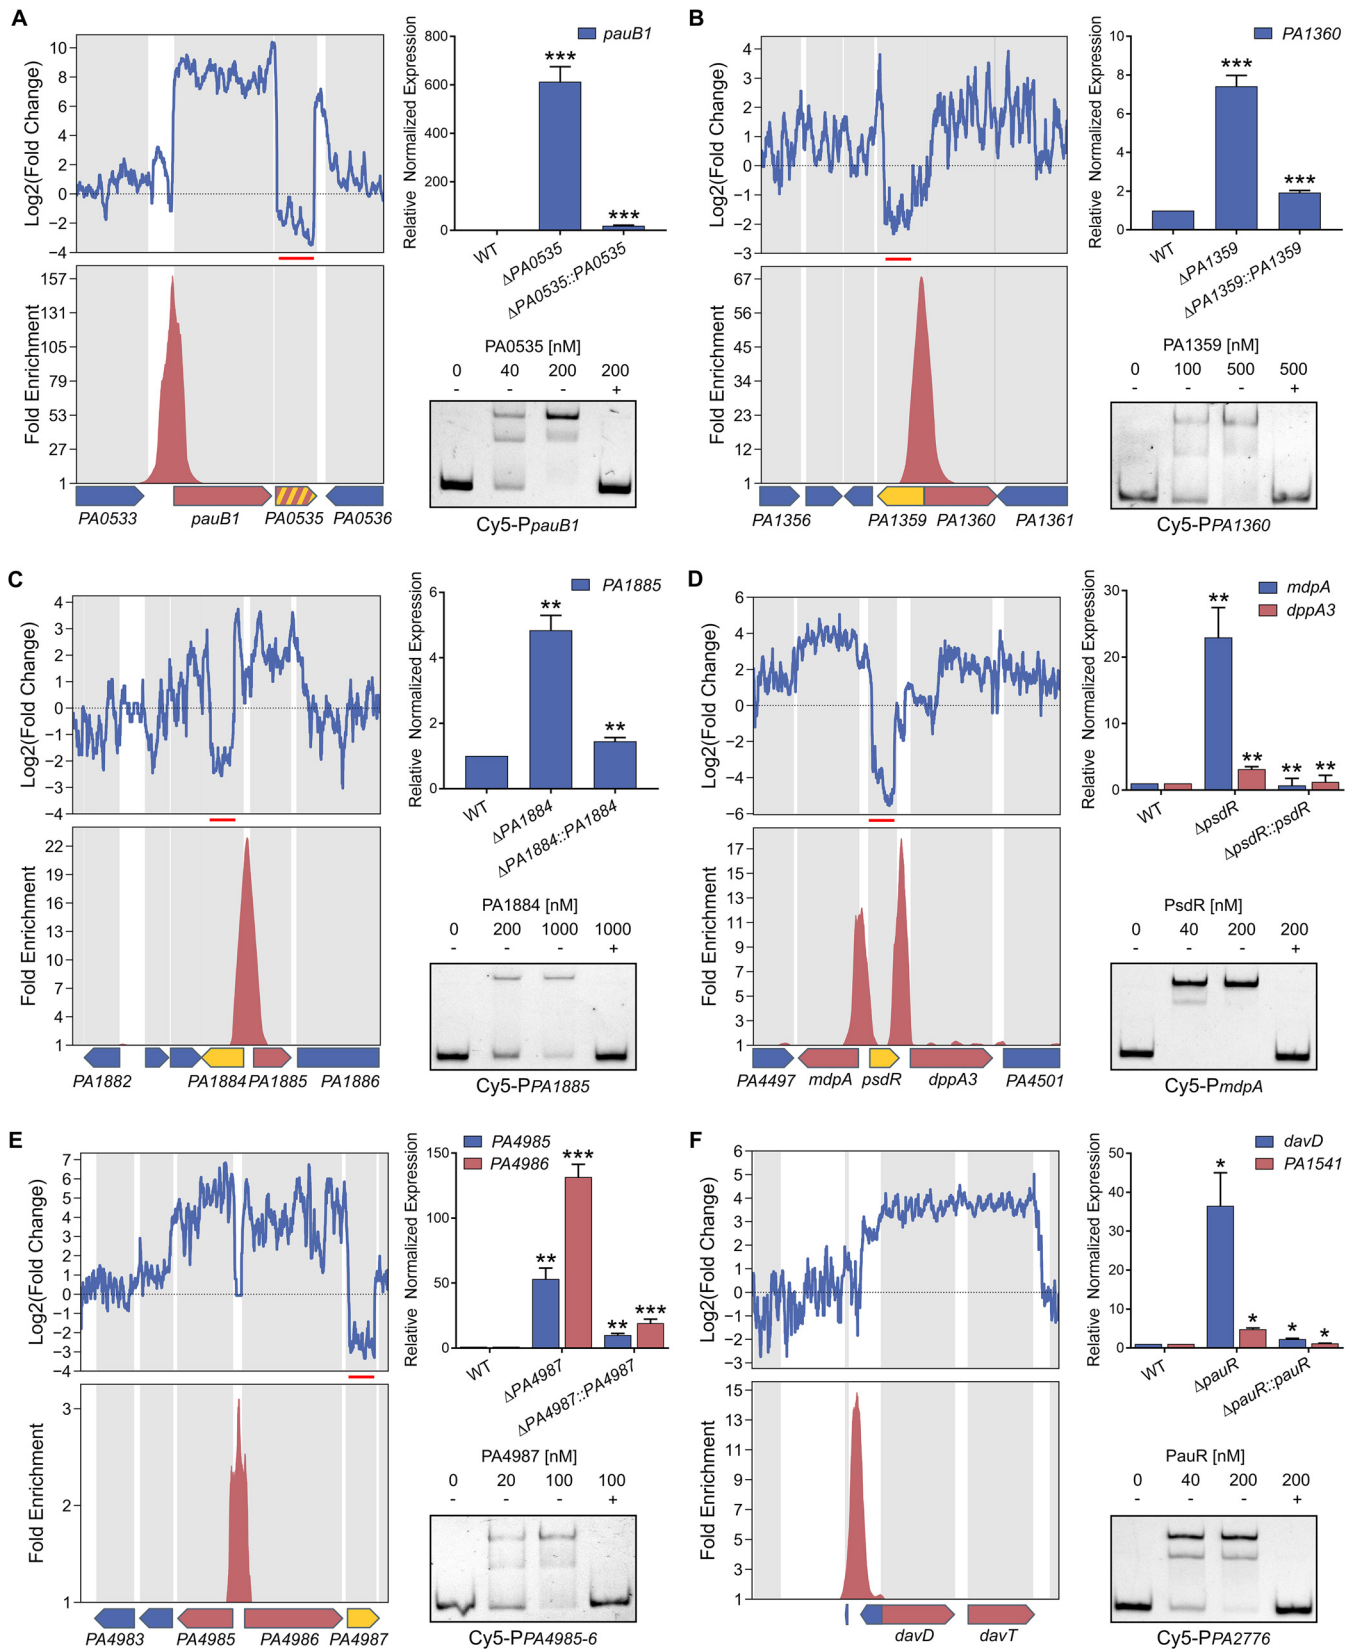 A
Log2(Fold Change)
10
8
6
4
2
0
−2
−4
Fold Enrichment
157
131
105
79
53
27
1
PA0533
pauB1
PA0535
PA0536
Relative Normalized Expression
800
600
400
200
0
pauB1
***
***
WT
ΔPA0535
ΔPA0535::PA0535
PA0535 [nM]
0 40 200 200
- - - +
Cy5-PpauB1
B
Log2(Fold Change)
4
3
2
1
0
−1
−2
−3
Fold Enrichment
67
56
45
34
23
12
1
PA1356
PA1359
PA1360
PA1361
Relative Normalized Expression
10
8
6
4
2
0
PA1360
***
***
WT
ΔPA1359
ΔPA1359::PA1359
PA1359 [nM]
0 100 500 500
- - - +
Cy5-PPA1360
C
Log2(Fold Change)
4
3
2
1
0
−1
−2
−3
−4
Fold Enrichment
22
19
16
13
10
7
4
1
PA1882
PA1884
PA1885
PA1886
Relative Normalized Expression
6
4
2
0
PA1885
**
**
WT
ΔPA1884
ΔPA1884::PA1884
PA1884 [nM]
0 200 1000 1000
- - - +
Cy5-PPA1885
D
Log2(Fold Change)
6
4
2
0
−2
−4
−6
Fold Enrichment
17
15
13
11
9
7
5
3
1
PA4497
mdpA
psdR
dppA3
PA4501
Relative Normalized Expression
30
20
10
0
mdpA
dppA3
**
**
**
**
WT
ΔpsdR
ΔpsdR::psdR
PsdR [nM]
0 40 200 200
- - - +
Cy5-PmdpA
E
Log2(Fold Change)
7
6
5
4
3
2
1
0
−1
−2
−3
−4
Fold Enrichment
3
2
1
PA4983
PA4985
PA4986
PA4987
Relative Normalized Expression
150
100
50
0
PA4985
PA4986
**
***
**
***
WT
ΔPA4987
ΔPA4987::PA4987
PA4987 [nM]
0 20 100 100
- - - +
Cy5-PPA4985-6
F
Log2(Fold Change)
6
5
4
3
2
1
0
−1
−2
−3
Fold Enrichment
15
13
11
9
7
5
3
1
davD
davT
Relative Normalized Expression
50
40
30
20
10
0
davD
PA1541
*
*
*
*
WT
ΔpauR
ΔpauR::pauR
PauR [nM]
0 40 200 200
- - - +
Cy5-PPA2776